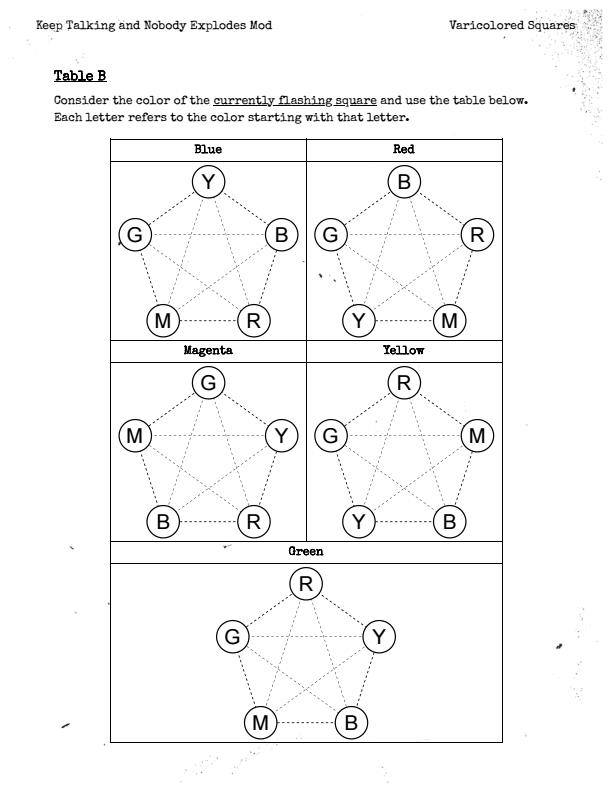 Keep Talking and Nobody Explodes Mod Varicolored Squares
Table B
Consider the color of the currently flashing square and use the table below.
Each letter refers to the color starting with that letter.
Blue Red
Y B
G B G R
M R Y M
Magenta Yellow
G R
M Y G M
B R Y B
Green
R
G Y
M B